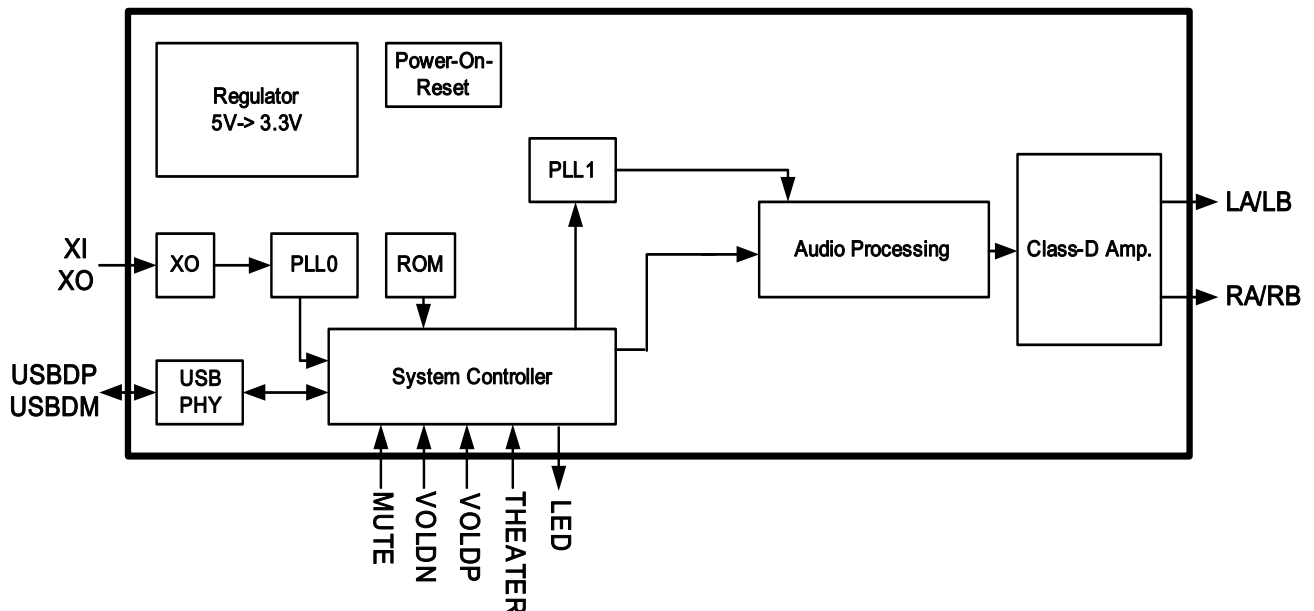 Regulator
5V-> 3.3V
Power-On-
Reset
PLL1
Audio Processing
Class-D Amp.
LA/LB
RA/RB
XI
XO
XO
PLL0
ROM
USBDP
USBDM
USB
PHY
System Controller
MUTE
VOLDN
VOLDP
THEATER
LED